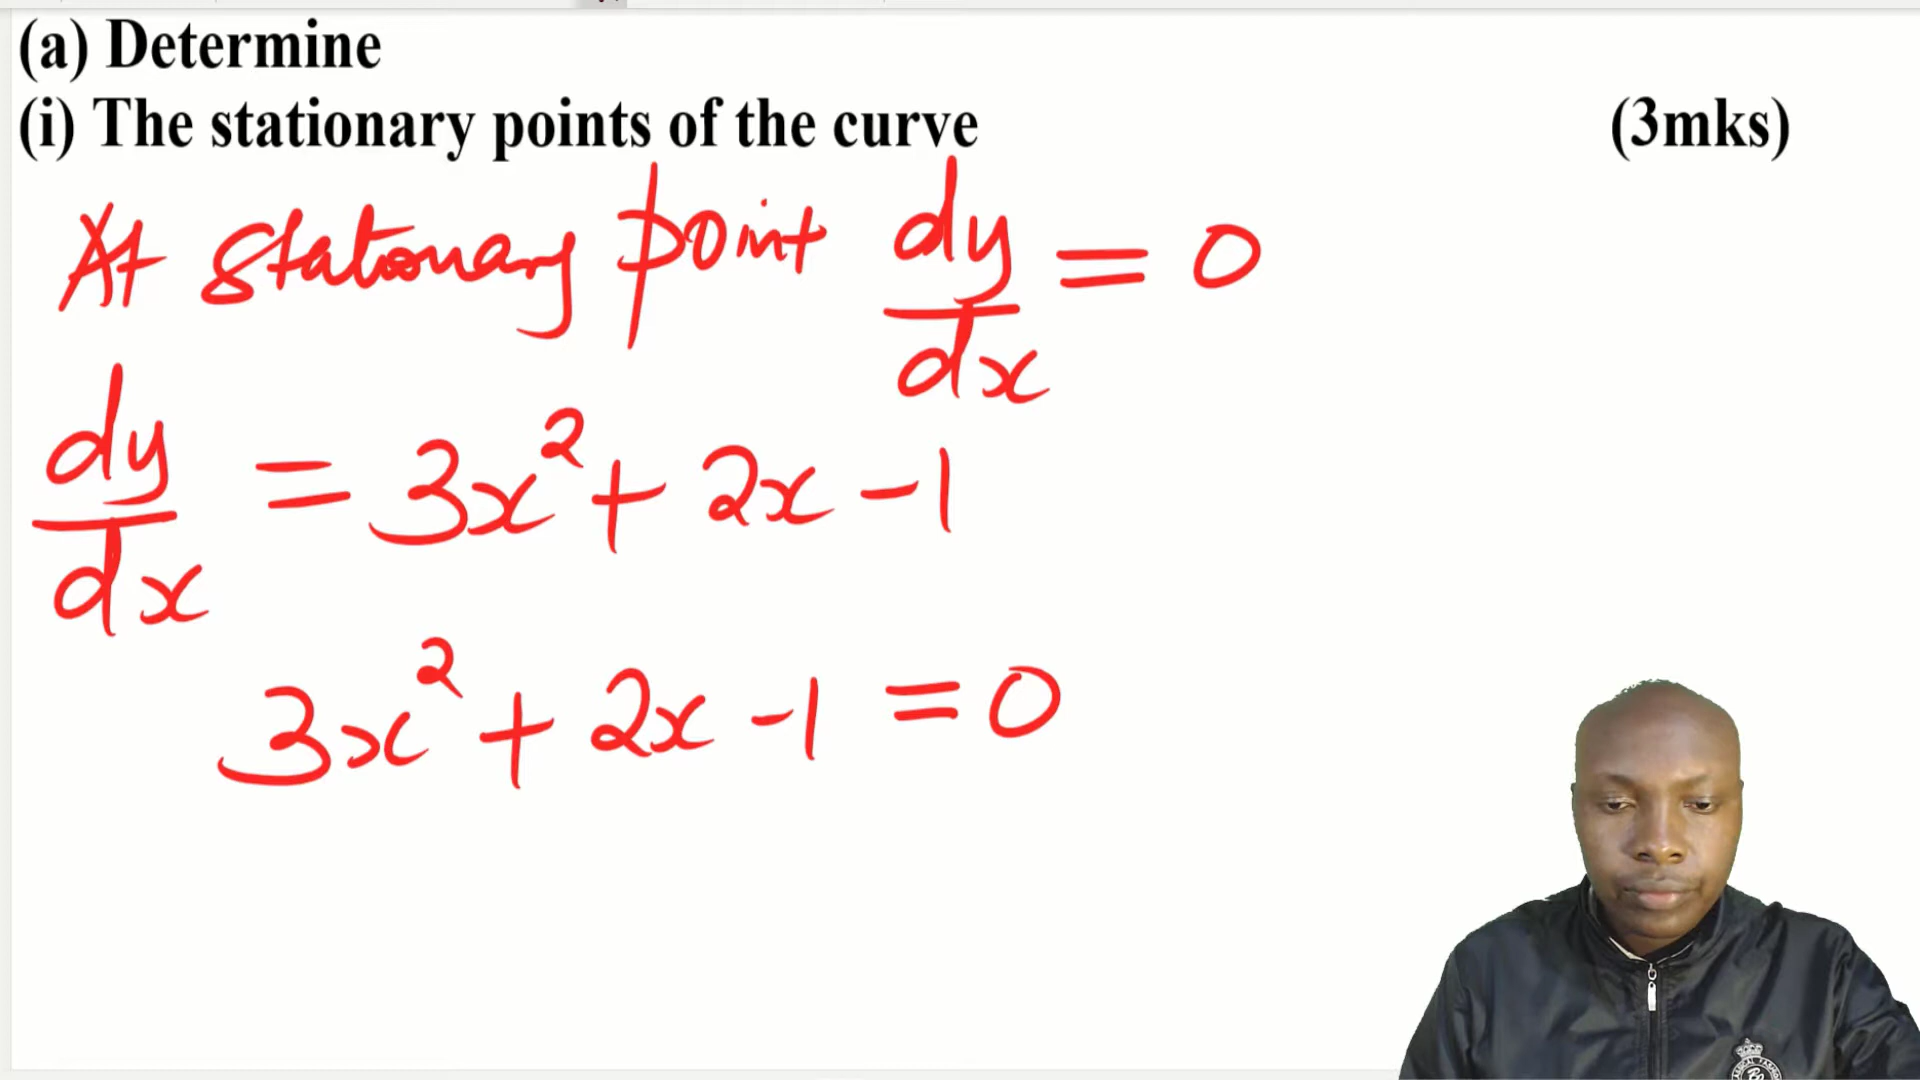 (a) Determine
(i) The stationary points of the curve (3mks)
At stationary point dy/dx = 0
dy/dx = 3x² + 2x - 1
3x² + 2x - 1 = 0